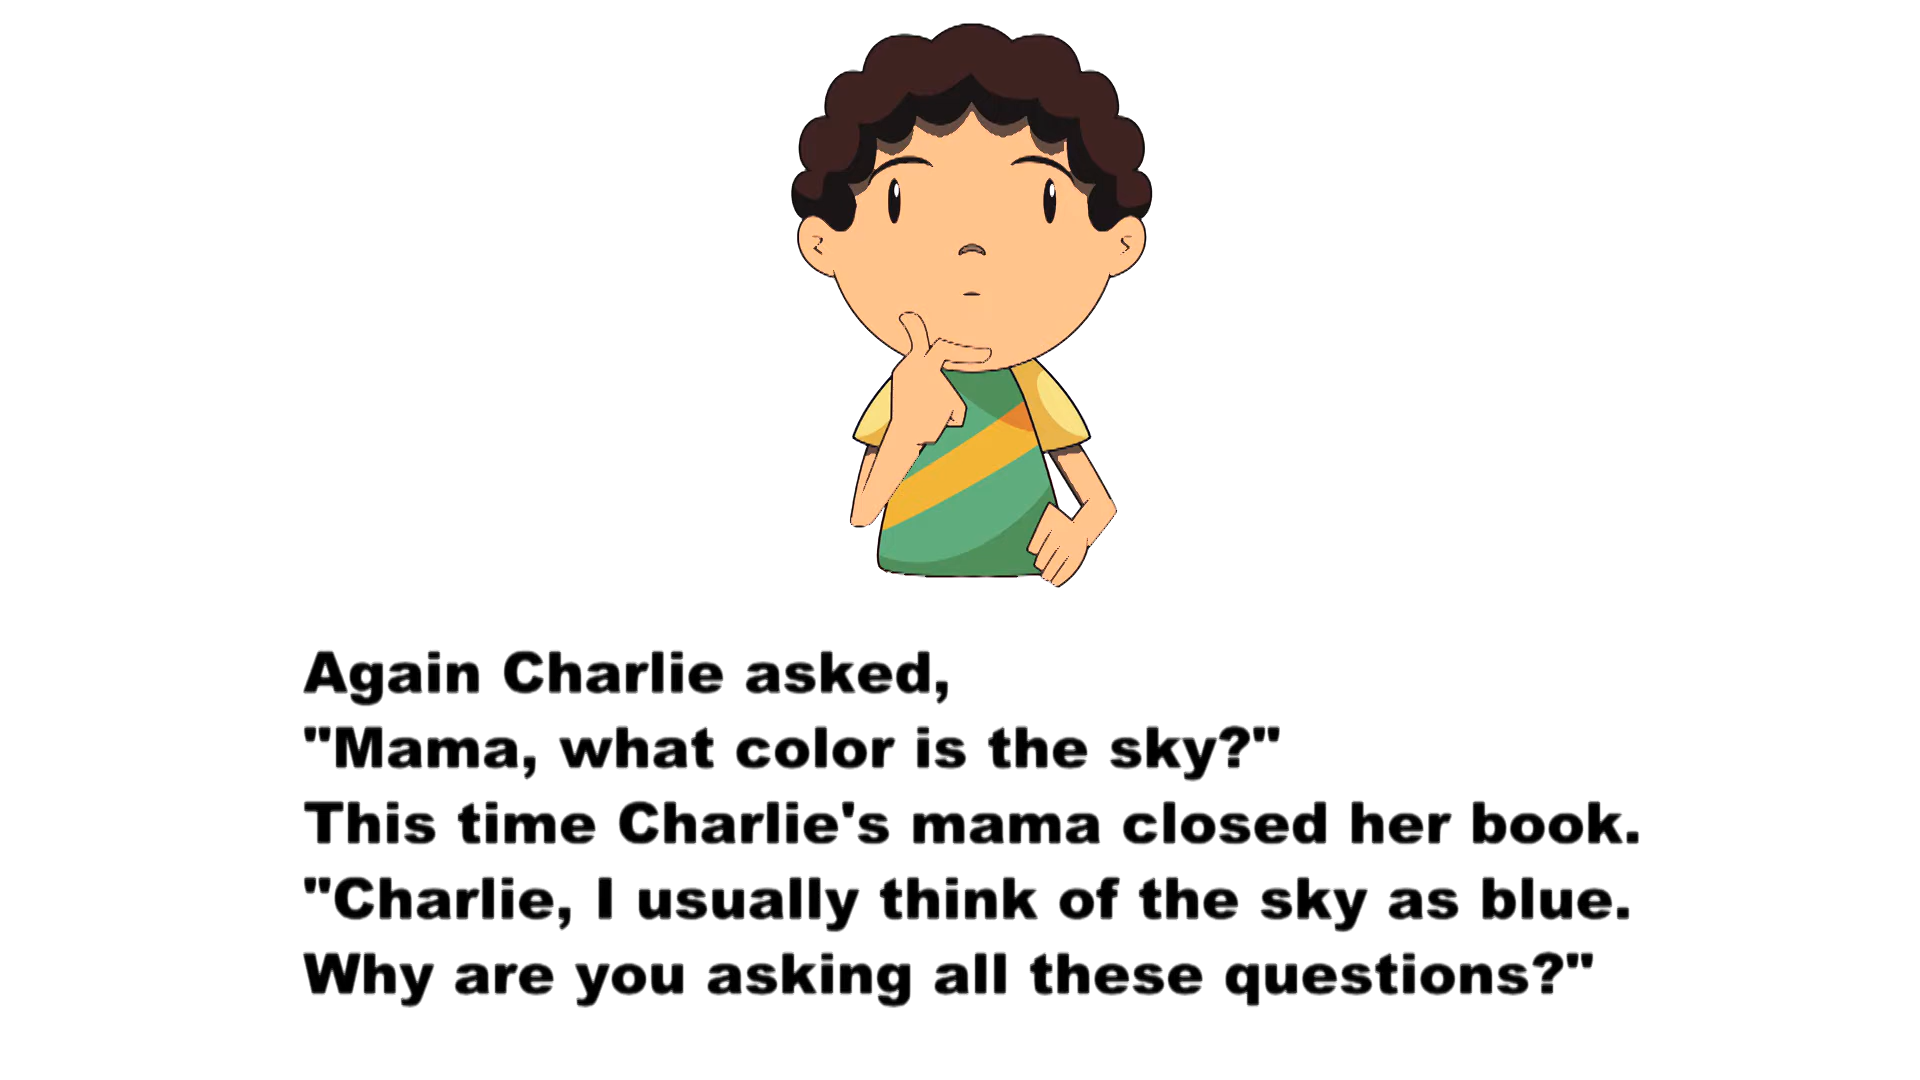 Again Charlie asked,
"Mama, what color is the sky?"
This time Charlie's mama closed her book.
"Charlie, I usually think of the sky as blue.
Why are you asking all these questions?"